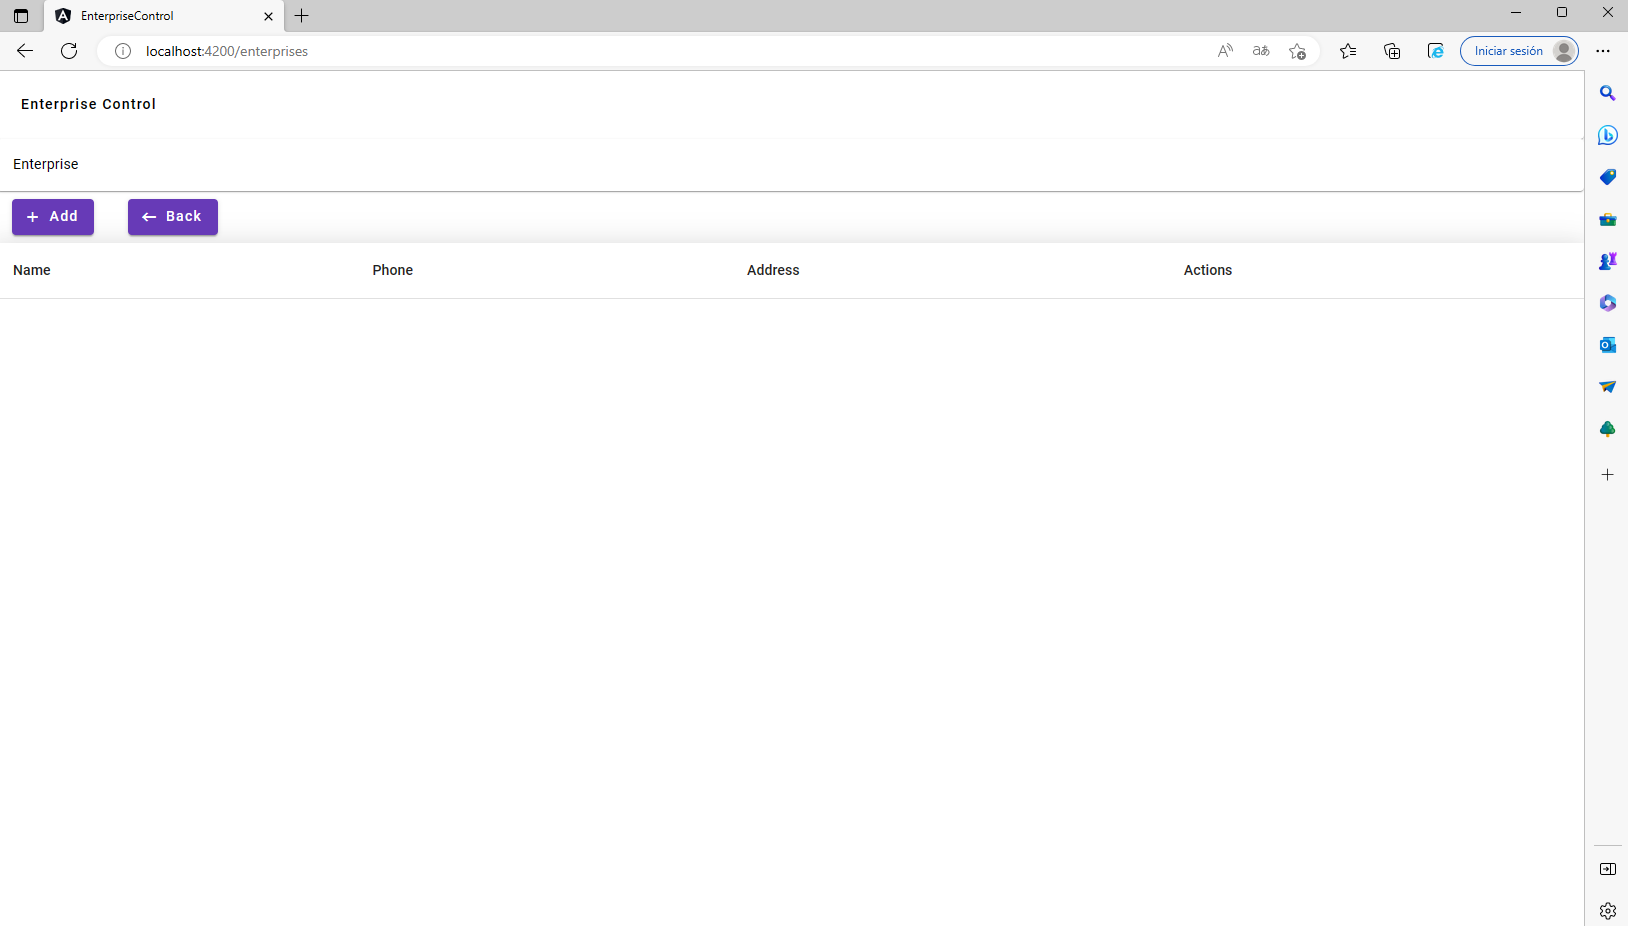 EnterpriseControl
localhost:4200/enterprises
Iniciar sesión
Enterprise Control
Enterprise
+ Add
← Back
Name Phone Address Actions